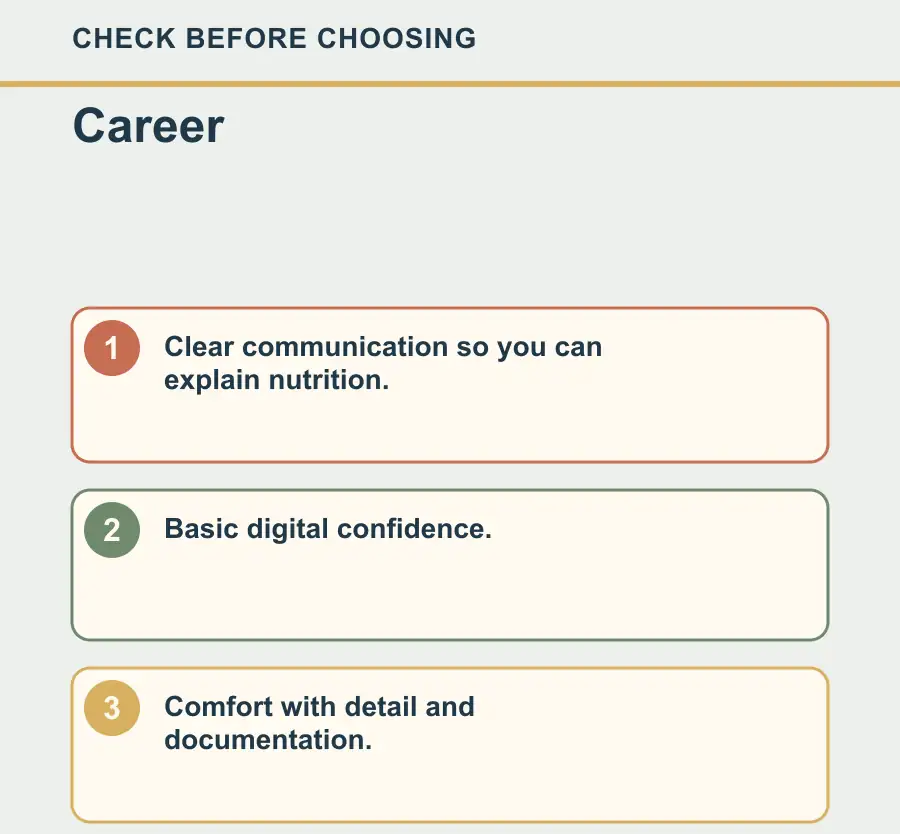 CHECK BEFORE CHOOSING
Career
1
Clear communication so you can
explain nutrition.
2
Basic digital confidence.
3
Comfort with detail and
documentation.